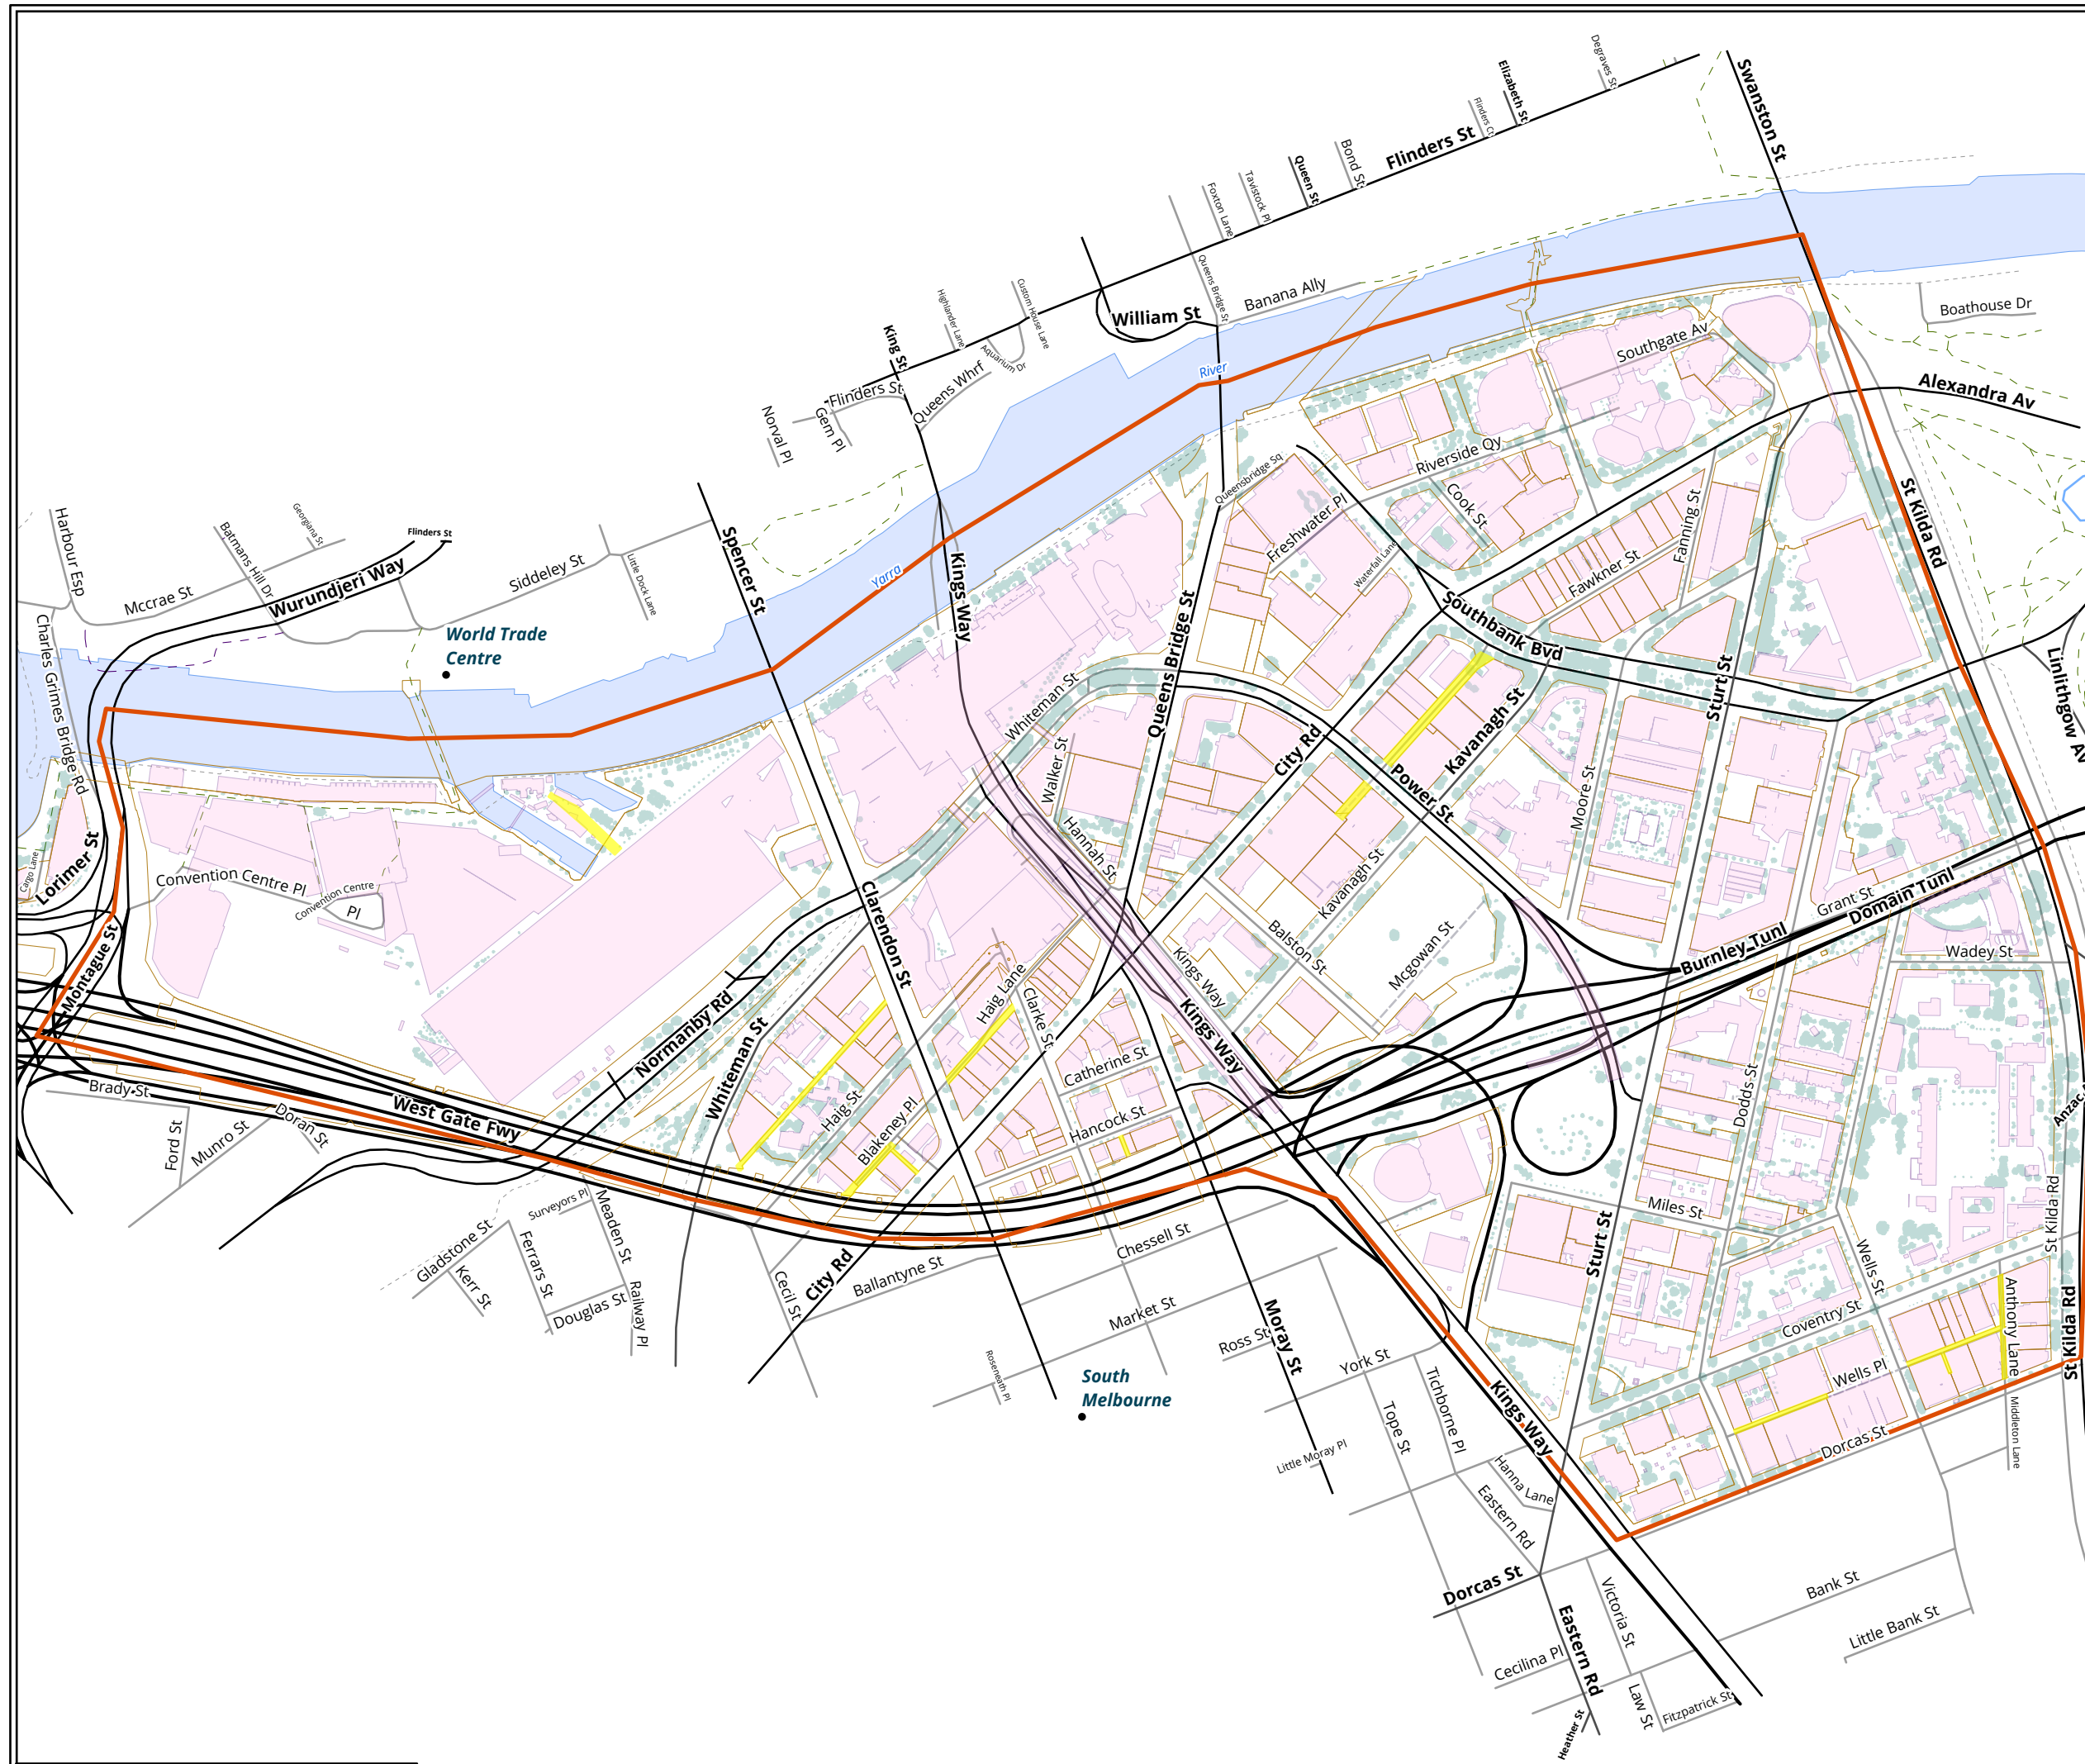 Degraves St
Elizabeth St
Swanston St
Flinders Ct
Flinders St
Bond St
Queen St
Tavistock Pl
Foxton Lane
Queens Bridge St
Banana Ally
William St
Custom House Lane
Highlander Lane
Aquarium Dr
King St
Queens Whrf
Flinders St
Gem Pl
Norval Pl
River
Yarra
Boathouse Dr
Southgate Av
Alexandra Av
Riverside Qy
Queensbridge Sq
Freshwater Pl
Cook St
Waterfall Lane
Fanning St
Fawkner St
St Kilda Rd
Southbank Bvd
Linlithgow Av
Harbour Esp
Batmans Hill Dr
Georgiana St
Flinders St
Mccrae St
Wurundjeri Way
Siddeley St
Little Dock Lane
Spencer St
Kings Way
World Trade
Centre
Charles Grimes Bridge Rd
Whiteman St
Queens Bridge St
City Rd
Power St
Kavanagh St
Sturt St
Moore St
Walker St
Hannah St
Lorimer St
Cargo Lane
Convention Centre Pl
Convention Centre
Pl
Clarendon St
Kavanagh St
Balston St
Mcgowan St
Grant St
Domain Tunl
Burnley Tunl
Wadey St
Montague St
Normanby Rd
Haig Lane
Clarke St
Kings Way
Kings Way
Catherine St
Hancock St
Whiteman St
Haig St
Blakeney Pl
Brady St
West Gate Fwy
Doran St
Ford St
Munro St
Dodds St
Anzac
Miles St
Sturt St
Wells St
St Kilda Rd
Surveyors Pl
Meaden St
Gladstone St
Ferrars St
Kerr St
Douglas St
Railway Pl
Cecil St
City Rd
Ballantyne St
Chessell St
Market St
Moray St
Ross St
York St
Roseneath Pl
South
Melbourne
Coventry St
Anthony Lane
St Kilda Rd
Wells Pl
Middleton Lane
Dorcas St
Kings Way
Tichborne Pl
Tope St
Little Moray Pl
Hanna Lane
Eastern Rd
Dorcas St
Victoria St
Eastern Rd
Cecilina Pl
Law St
Fitzpatrick St
Heather St
Bank St
Little Bank St